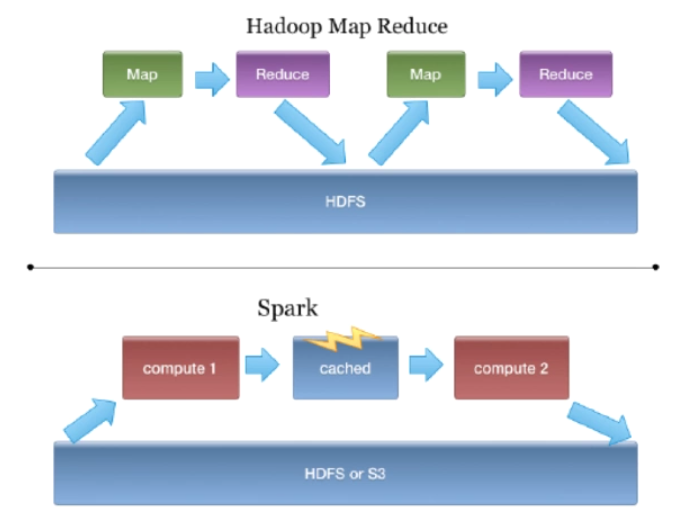 Hadoop Map Reduce
Map
Reduce
Map
Reduce
HDFS
Spark
compute 1
cached
compute 2
HDFS or S3